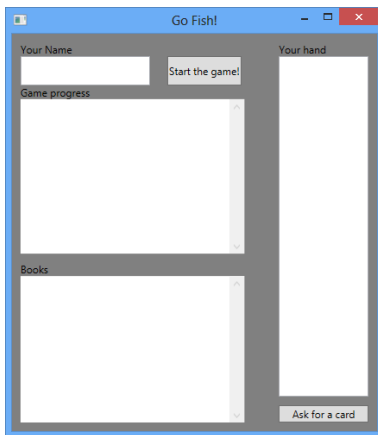 Go Fish!
Your Name
Start the game!
Game progress
Books
Your hand
Ask for a card